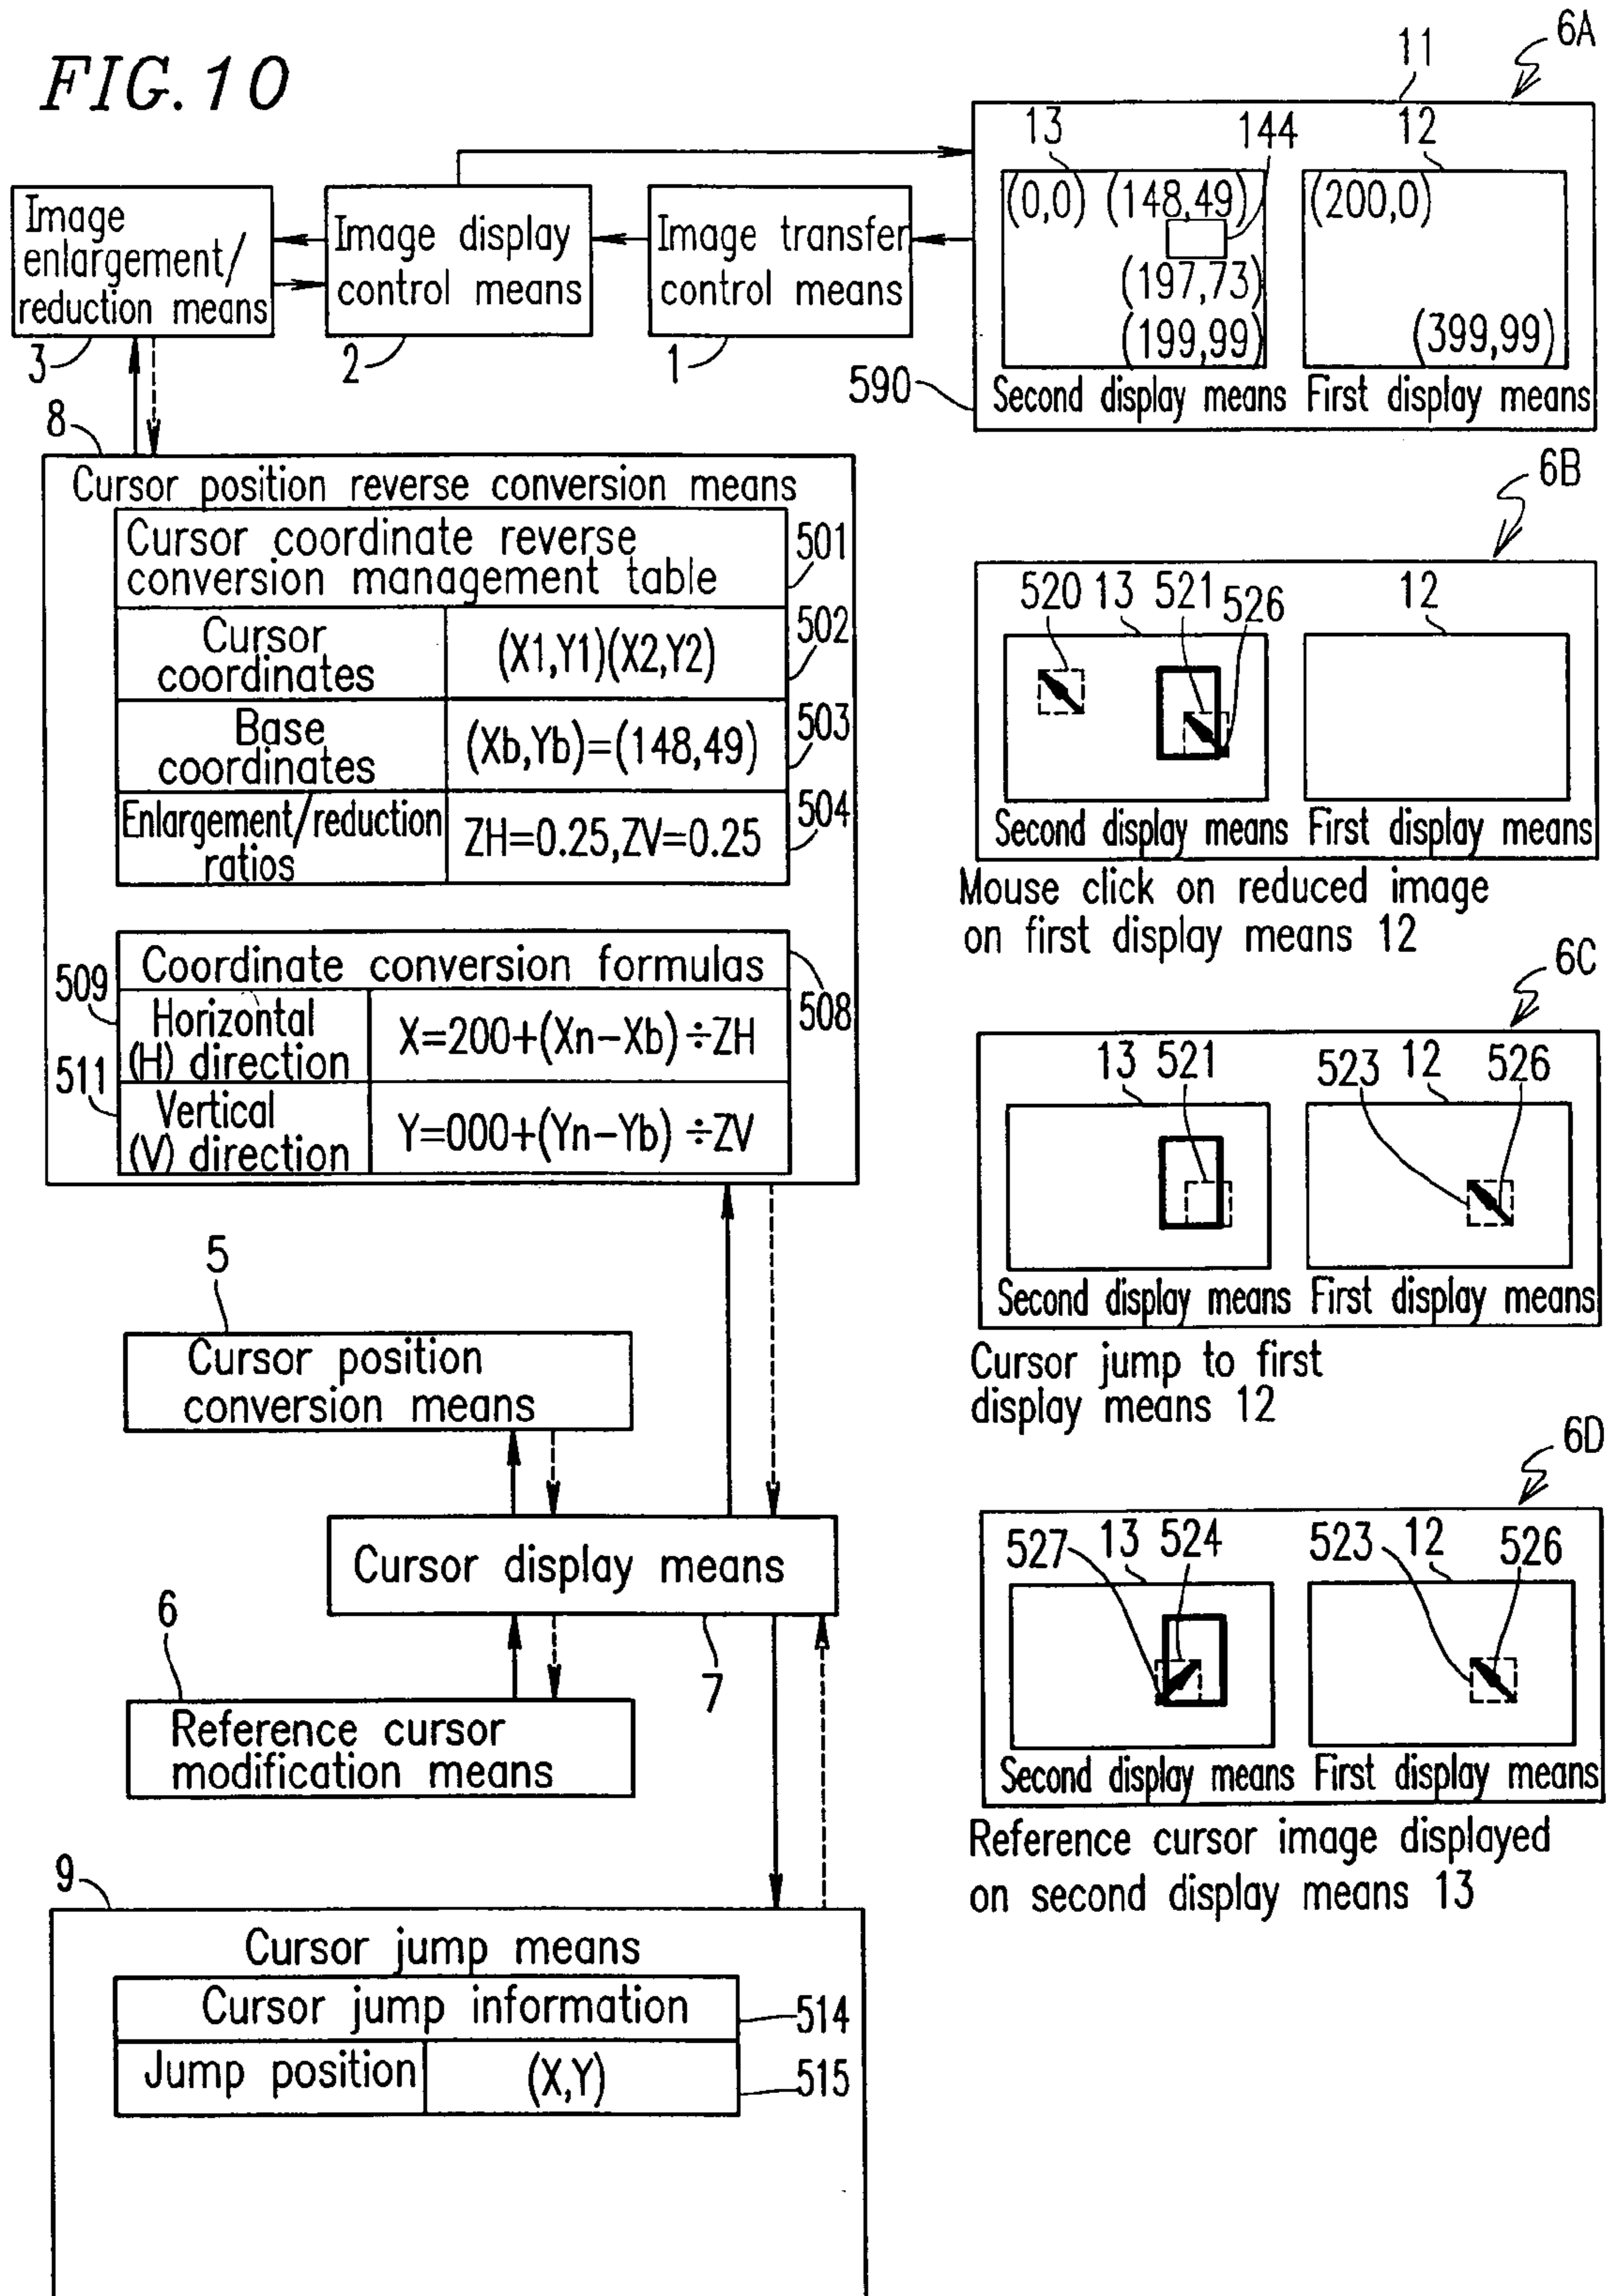 FIG.10
6A
11
13
144
12
(0,0)
(148,49)
(197,73)
(199,99)
(200,0)
(399,99)
Second display means
First display means
590
Image
enlargement/
reduction means
3
Image display
control means
2
Image transfer
control means
1
8
Cursor position reverse conversion means
Cursor coordinate reverse
conversion management table
501
Cursor
coordinates
(X1,Y1)(X2,Y2)
502
Base
coordinates
(Xb,Yb)=(148,49)
503
Enlargement/reduction
ratios
ZH=0.25,ZV=0.25
504
Coordinate conversion formulas
508
509
Horizontal
(H) direction
X=200+(Xn-Xb)÷ZH
511
Vertical
(V) direction
Y=000+(Yn-Yb)÷ZV
6B
520
13
521
526
12
Second display means
First display means
Mouse click on reduced image
on first display means 12
6C
13
521
523
12
526
Second display means
First display means
Cursor jump to first
display means 12
6D
527
13
524
523
12
526
Second display means
First display means
Reference cursor image displayed
on second display means 13
5
Cursor position
conversion means
Cursor display means
7
6
Reference cursor
modification means
9
Cursor jump means
Cursor jump information
514
Jump position
(X,Y)
515